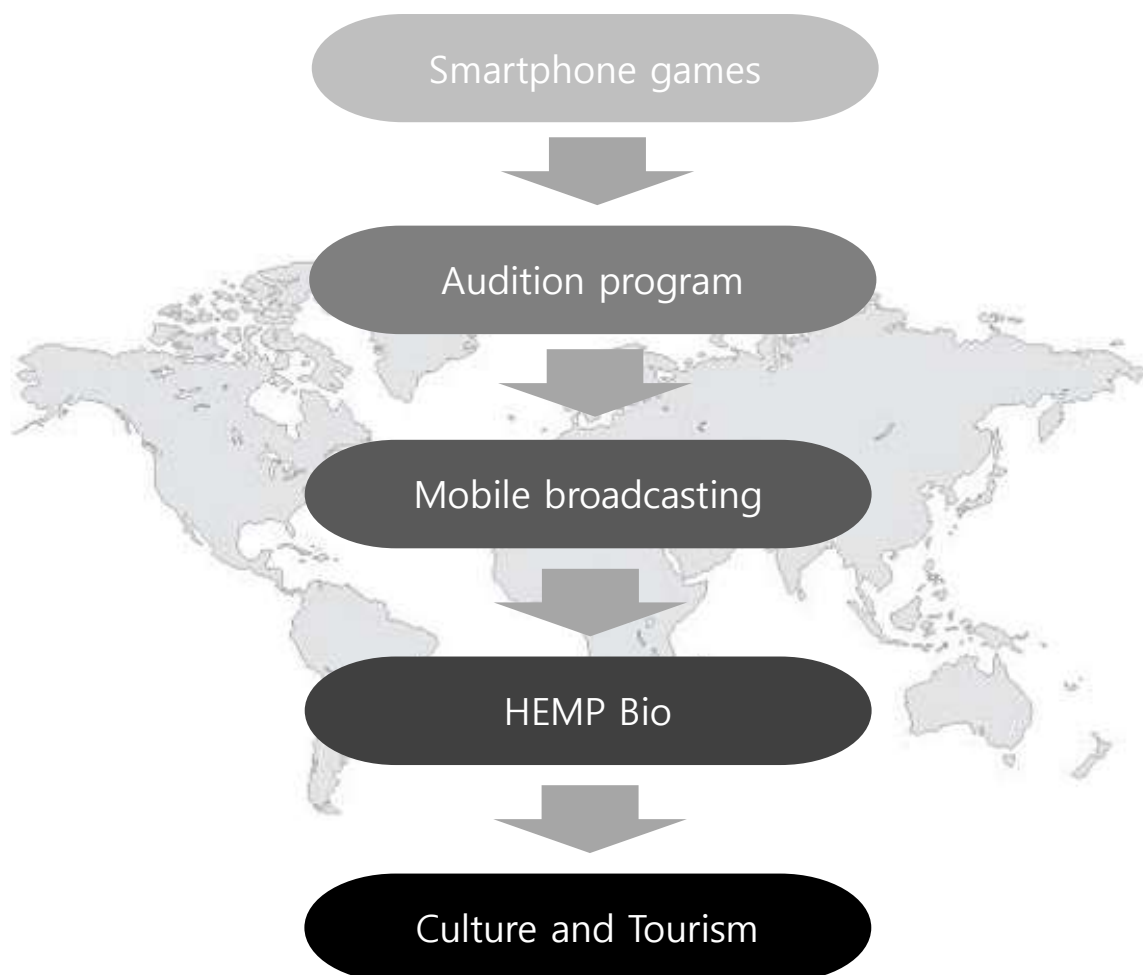 Smartphone games
Audition program
Mobile broadcasting
HEMP Bio
Culture and Tourism